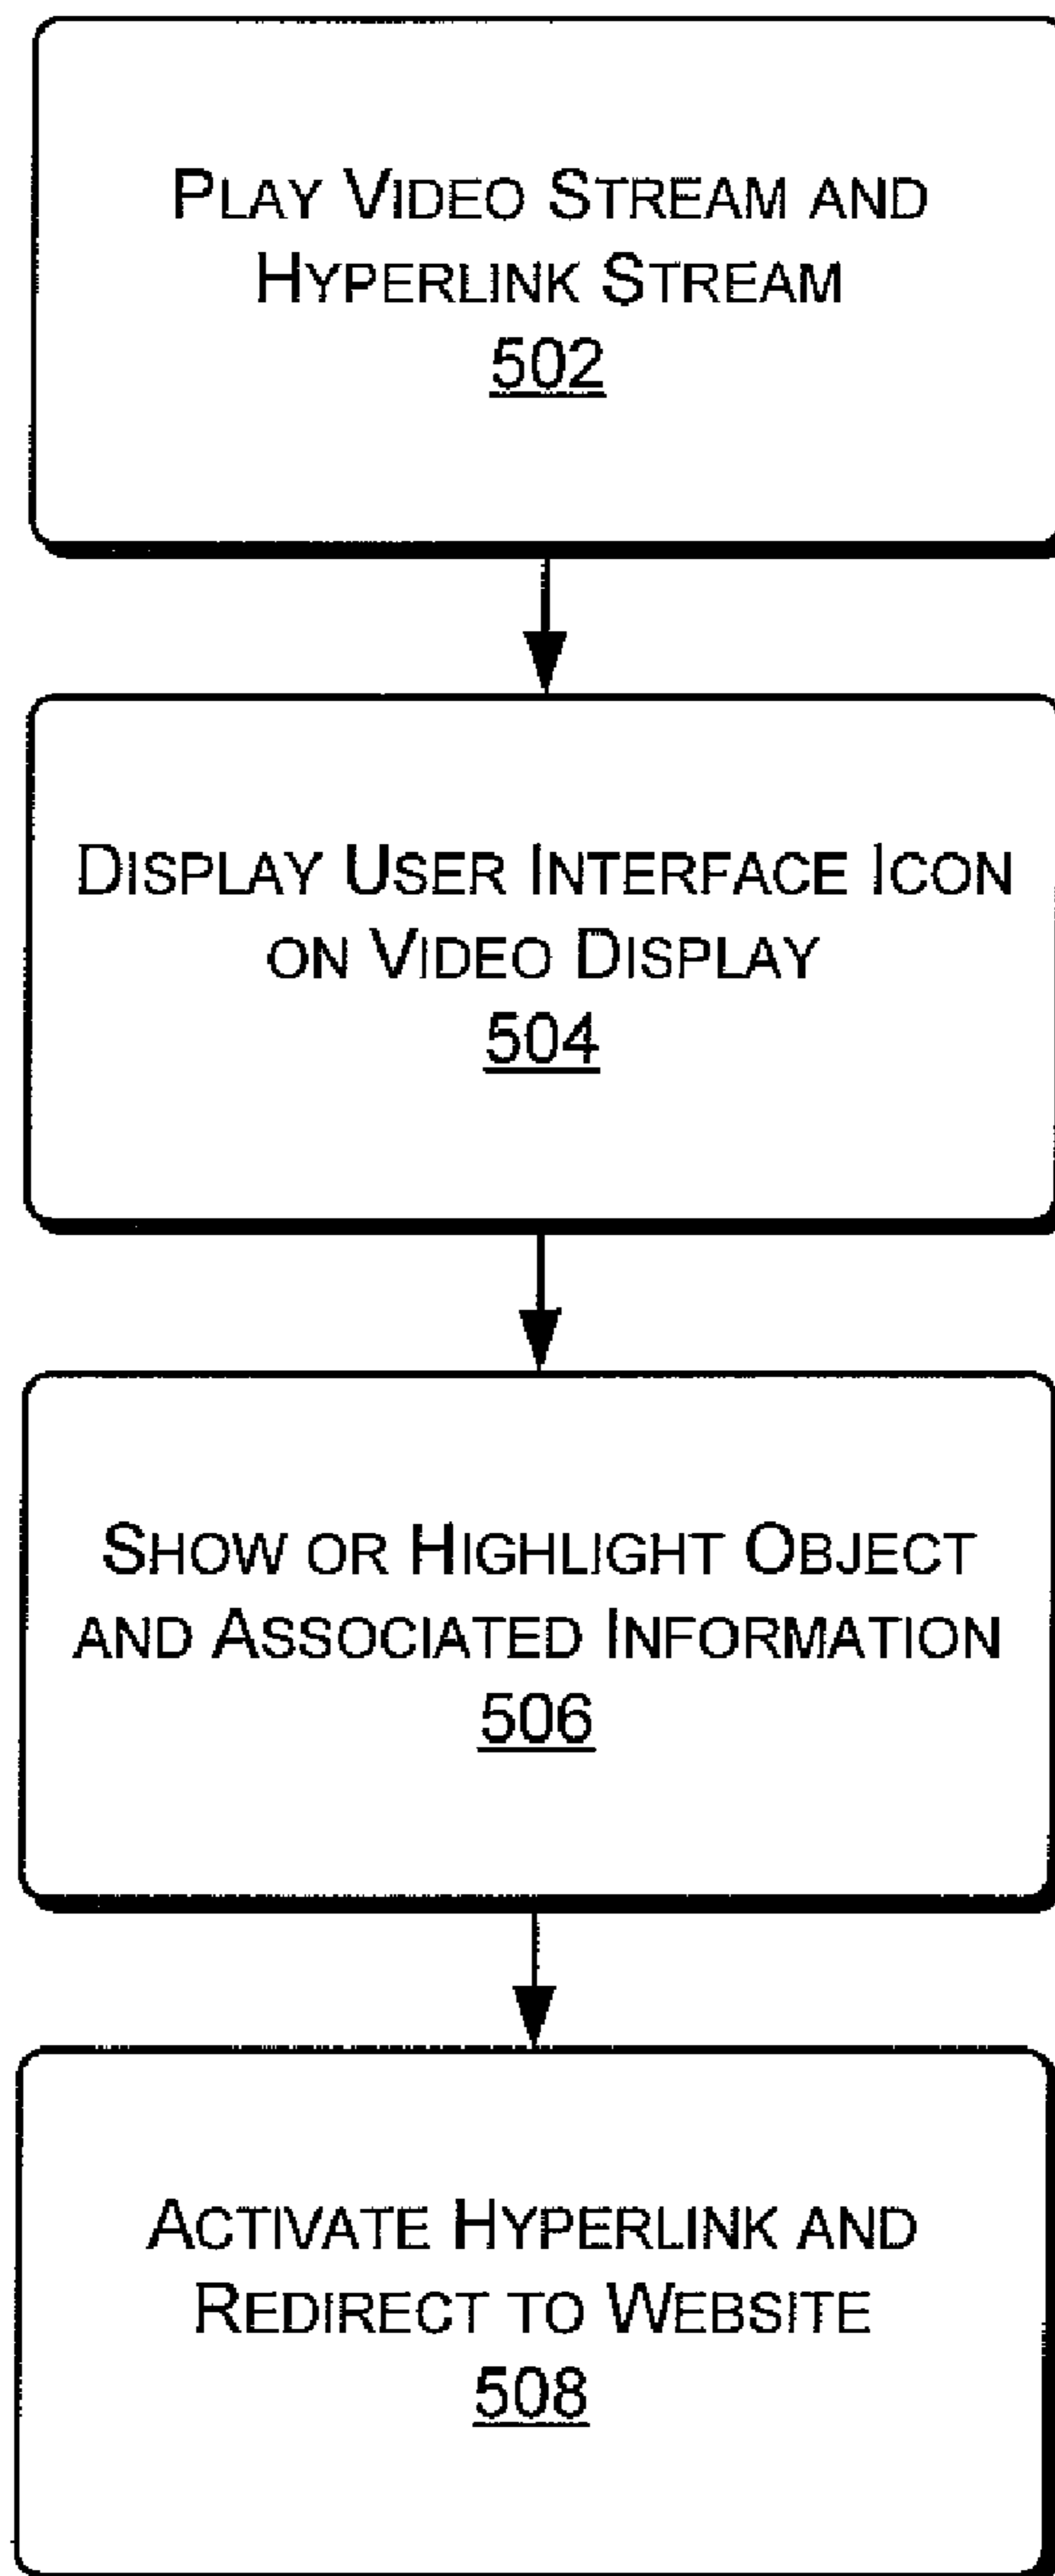 PLAY VIDEO STREAM AND
HYPERLINK STREAM
502
DISPLAY USER INTERFACE ICON
ON VIDEO DISPLAY
504
SHOW OR HIGHLIGHT OBJECT
AND ASSOCIATED INFORMATION
506
ACTIVATE HYPERLINK AND
REDIRECT TO WEBSITE
508